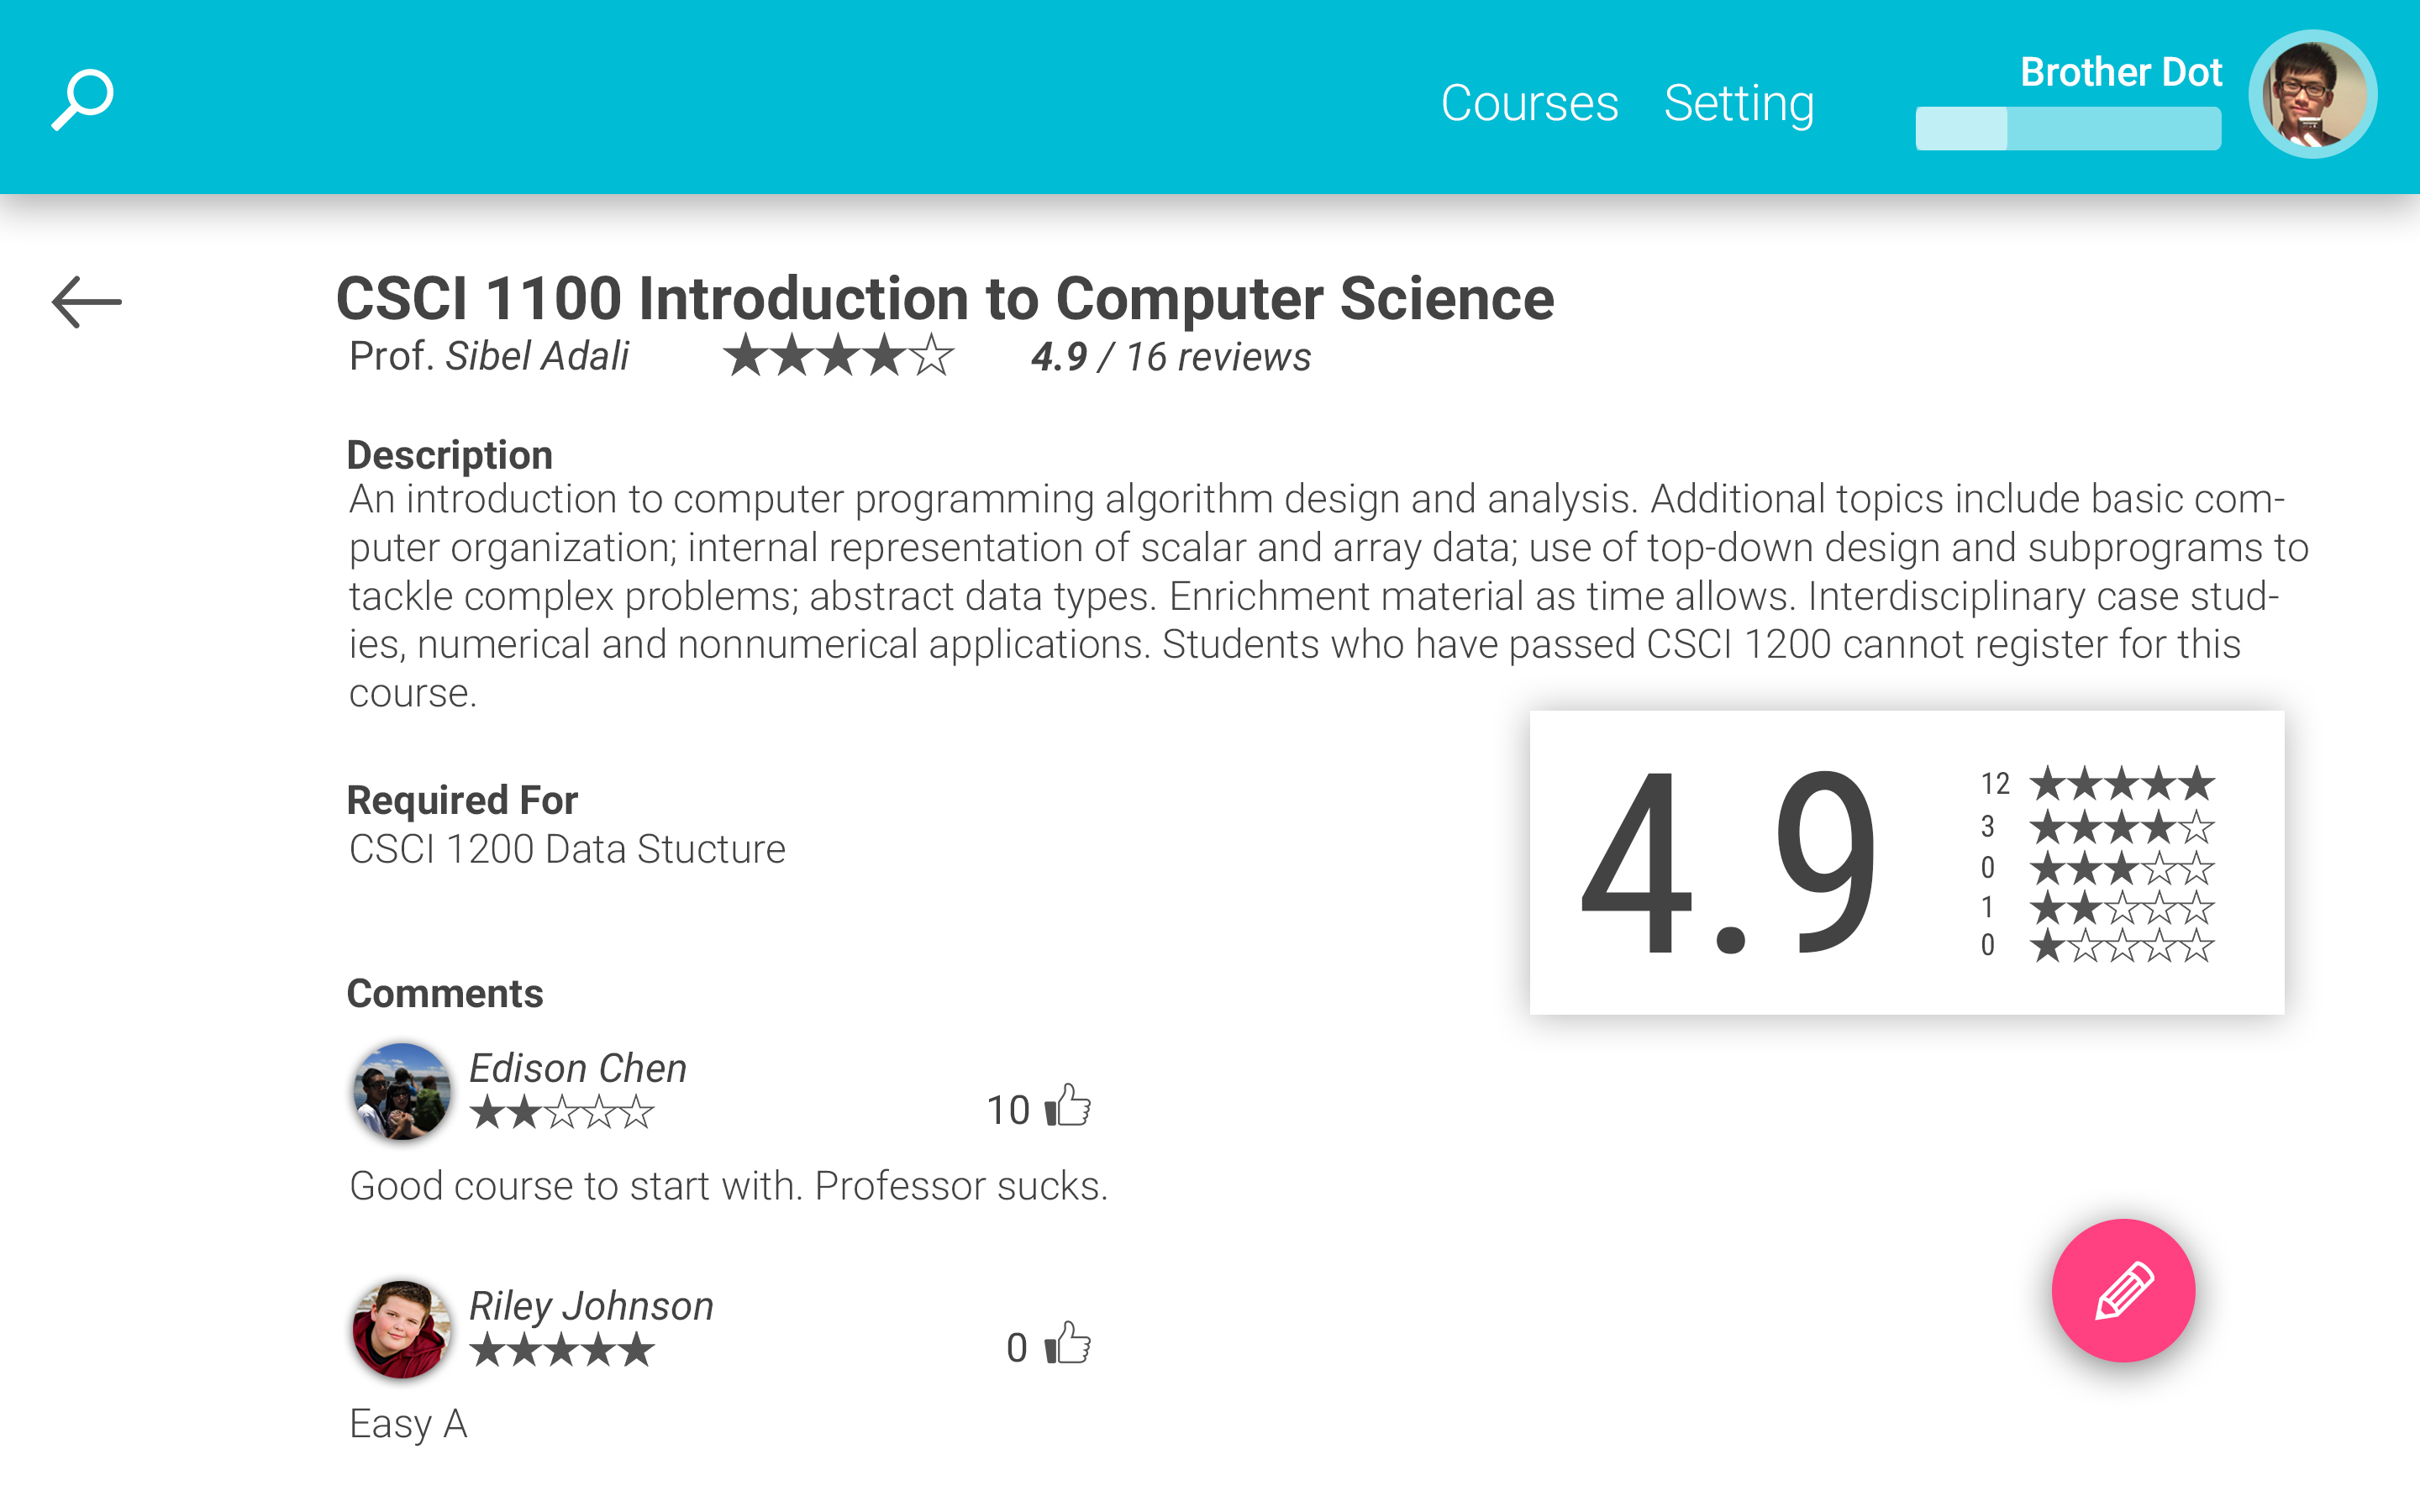 Courses Setting Brother Dot
CSCI 1100 Introduction to Computer Science
Prof. Sibel Adali ★★★★☆ 4.9 / 16 reviews
Description
An introduction to computer programming algorithm design and analysis. Additional topics include basic com-
puter organization; internal representation of scalar and array data; use of top-down design and subprograms to
tackle complex problems; abstract data types. Enrichment material as time allows. Interdisciplinary case stud-
ies, numerical and nonnumerical applications. Students who have passed CSCI 1200 cannot register for this
course.
Required For
CSCI 1200 Data Stucture
4.9
12 ★★★★★
3 ★★★★☆
0 ★★★☆☆
1 ★★☆☆☆
0 ★☆☆☆☆
Comments
Edison Chen
★★☆☆☆ 10
Good course to start with. Professor sucks.
Riley Johnson
★★★★★ 0
Easy A